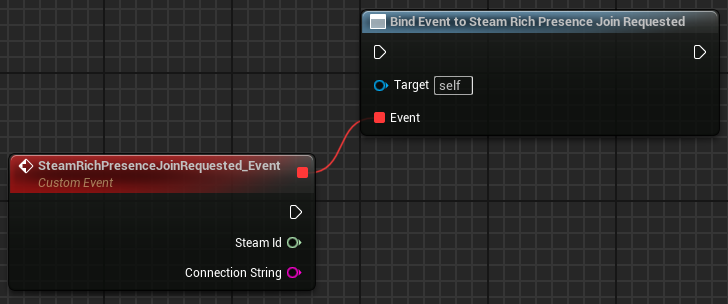 Bind Event to Steam Rich Presence Join Requested
Target self
Event
SteamRichPresenceJoinRequested_Event
Custom Event
Steam Id
Connection String